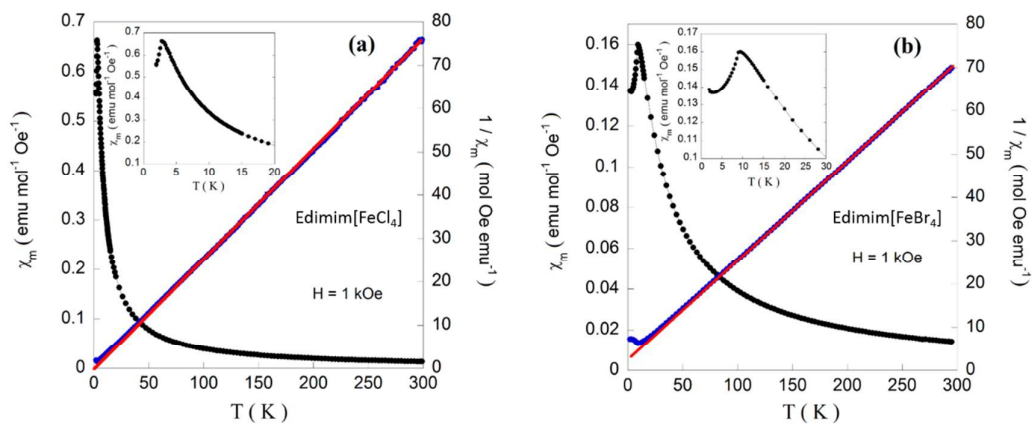 (a)
0.7
0.6
0.5
0.4
0.3
0.2
0.1
0
χm ( emu mol-1 Oe-1)
0 50 100 150 200 250 300
T ( K )
80
70
60
50
40
30
20
10
0
1 / χm ( mol Oe emu-1)
0.7
0.6
0.5
0.4
0.3
0.2
0.1
χm ( emu mol-1 Oe-1)
0 5 10 15 20
T ( K )
Edimim[FeCl4]
H = 1 kOe
(b)
0.16
0.14
0.12
0.10
0.08
0.06
0.04
0.02
0
χm ( emu mol-1 Oe-1)
0 50 100 150 200 250 300
T ( K )
80
70
60
50
40
30
20
10
0
1 / χm ( mol Oe emu-1)
0.17
0.16
0.15
0.14
0.13
0.12
0.11
0.1
χm ( emu mol-1 Oe-1)
0 5 10 15 20 25 30
T ( K )
Edimim[FeBr4]
H = 1 kOe